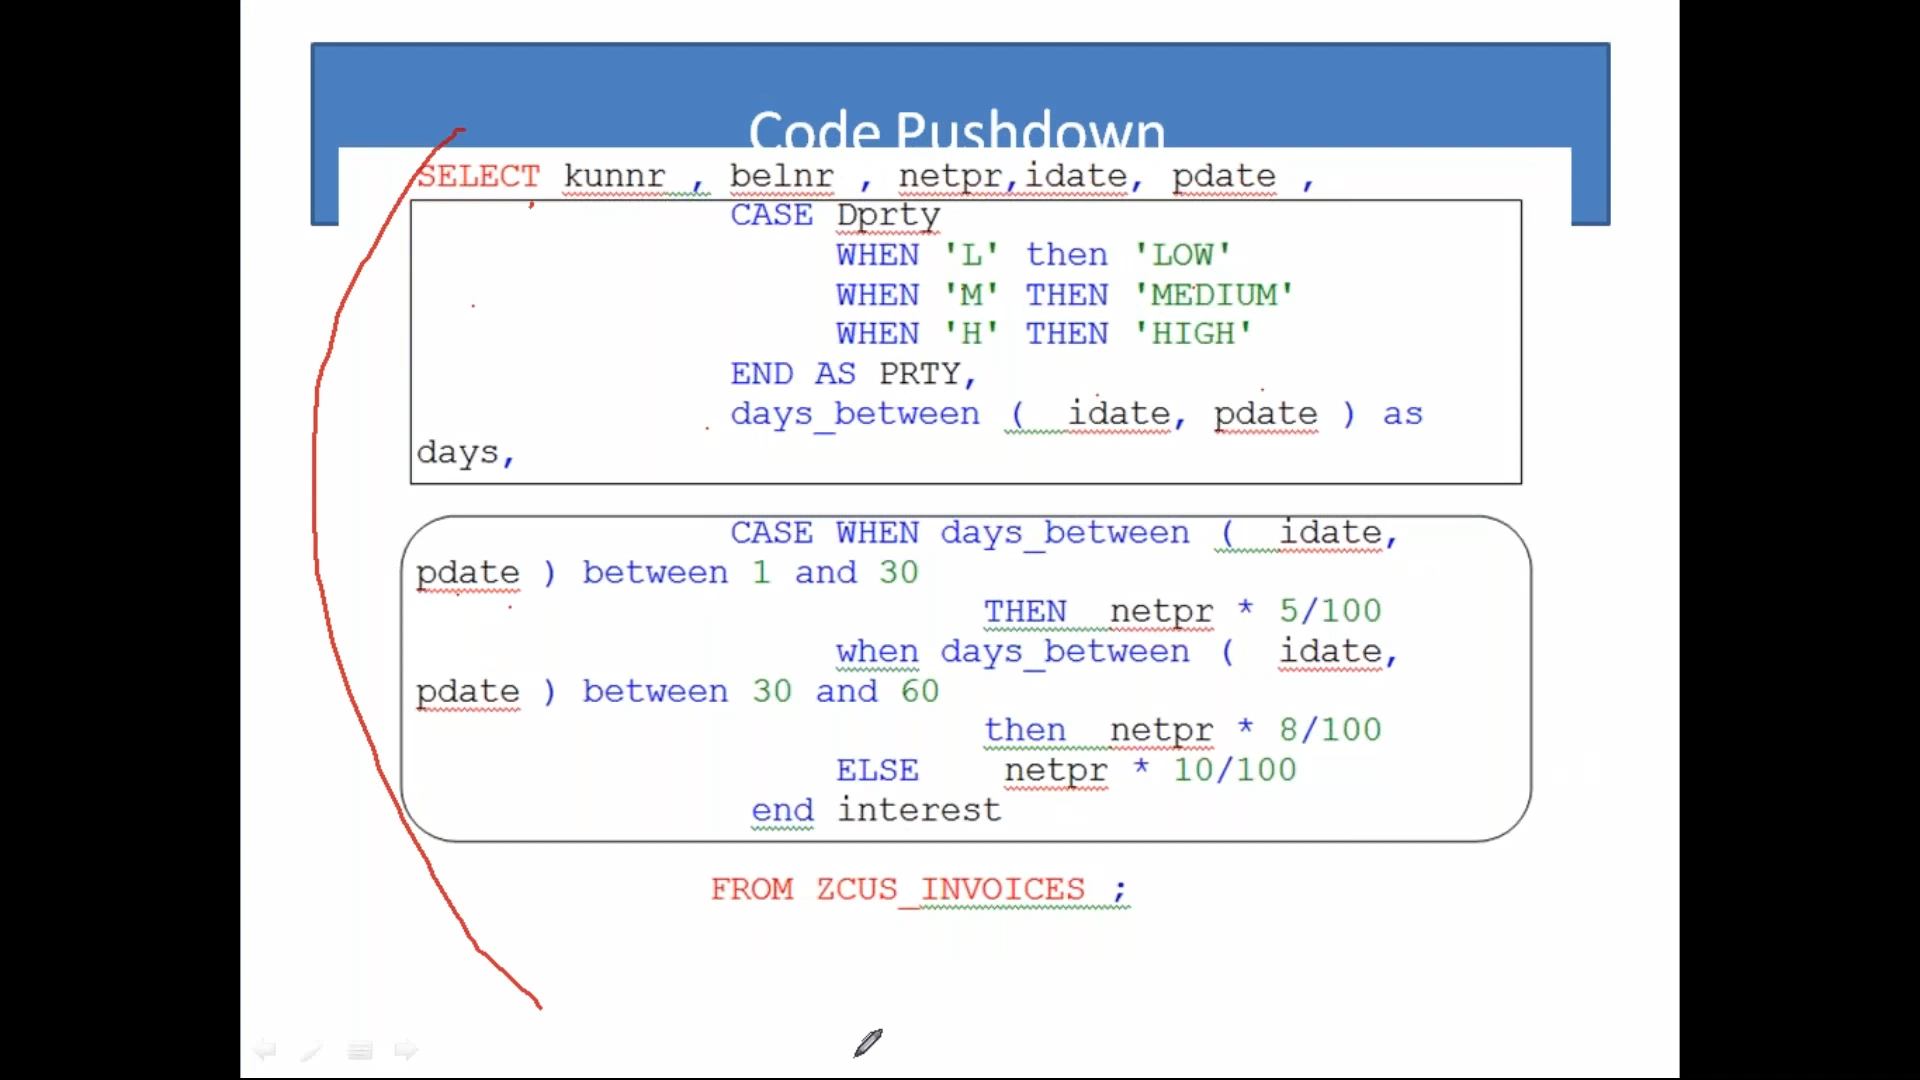 Code Pushdown
SELECT kunnr , belnr , netpr,idate, pdate ,
CASE Dprty
WHEN 'L' then 'LOW'
WHEN 'M' THEN 'MEDIUM'
WHEN 'H' THEN 'HIGH'
END AS PRTY,
days_between ( idate, pdate ) as
days,
CASE WHEN days_between ( idate,
pdate ) between 1 and 30
THEN netpr * 5/100
when days_between ( idate,
pdate ) between 30 and 60
then netpr * 8/100
ELSE netpr * 10/100
end interest
FROM ZCUS_INVOICES ;